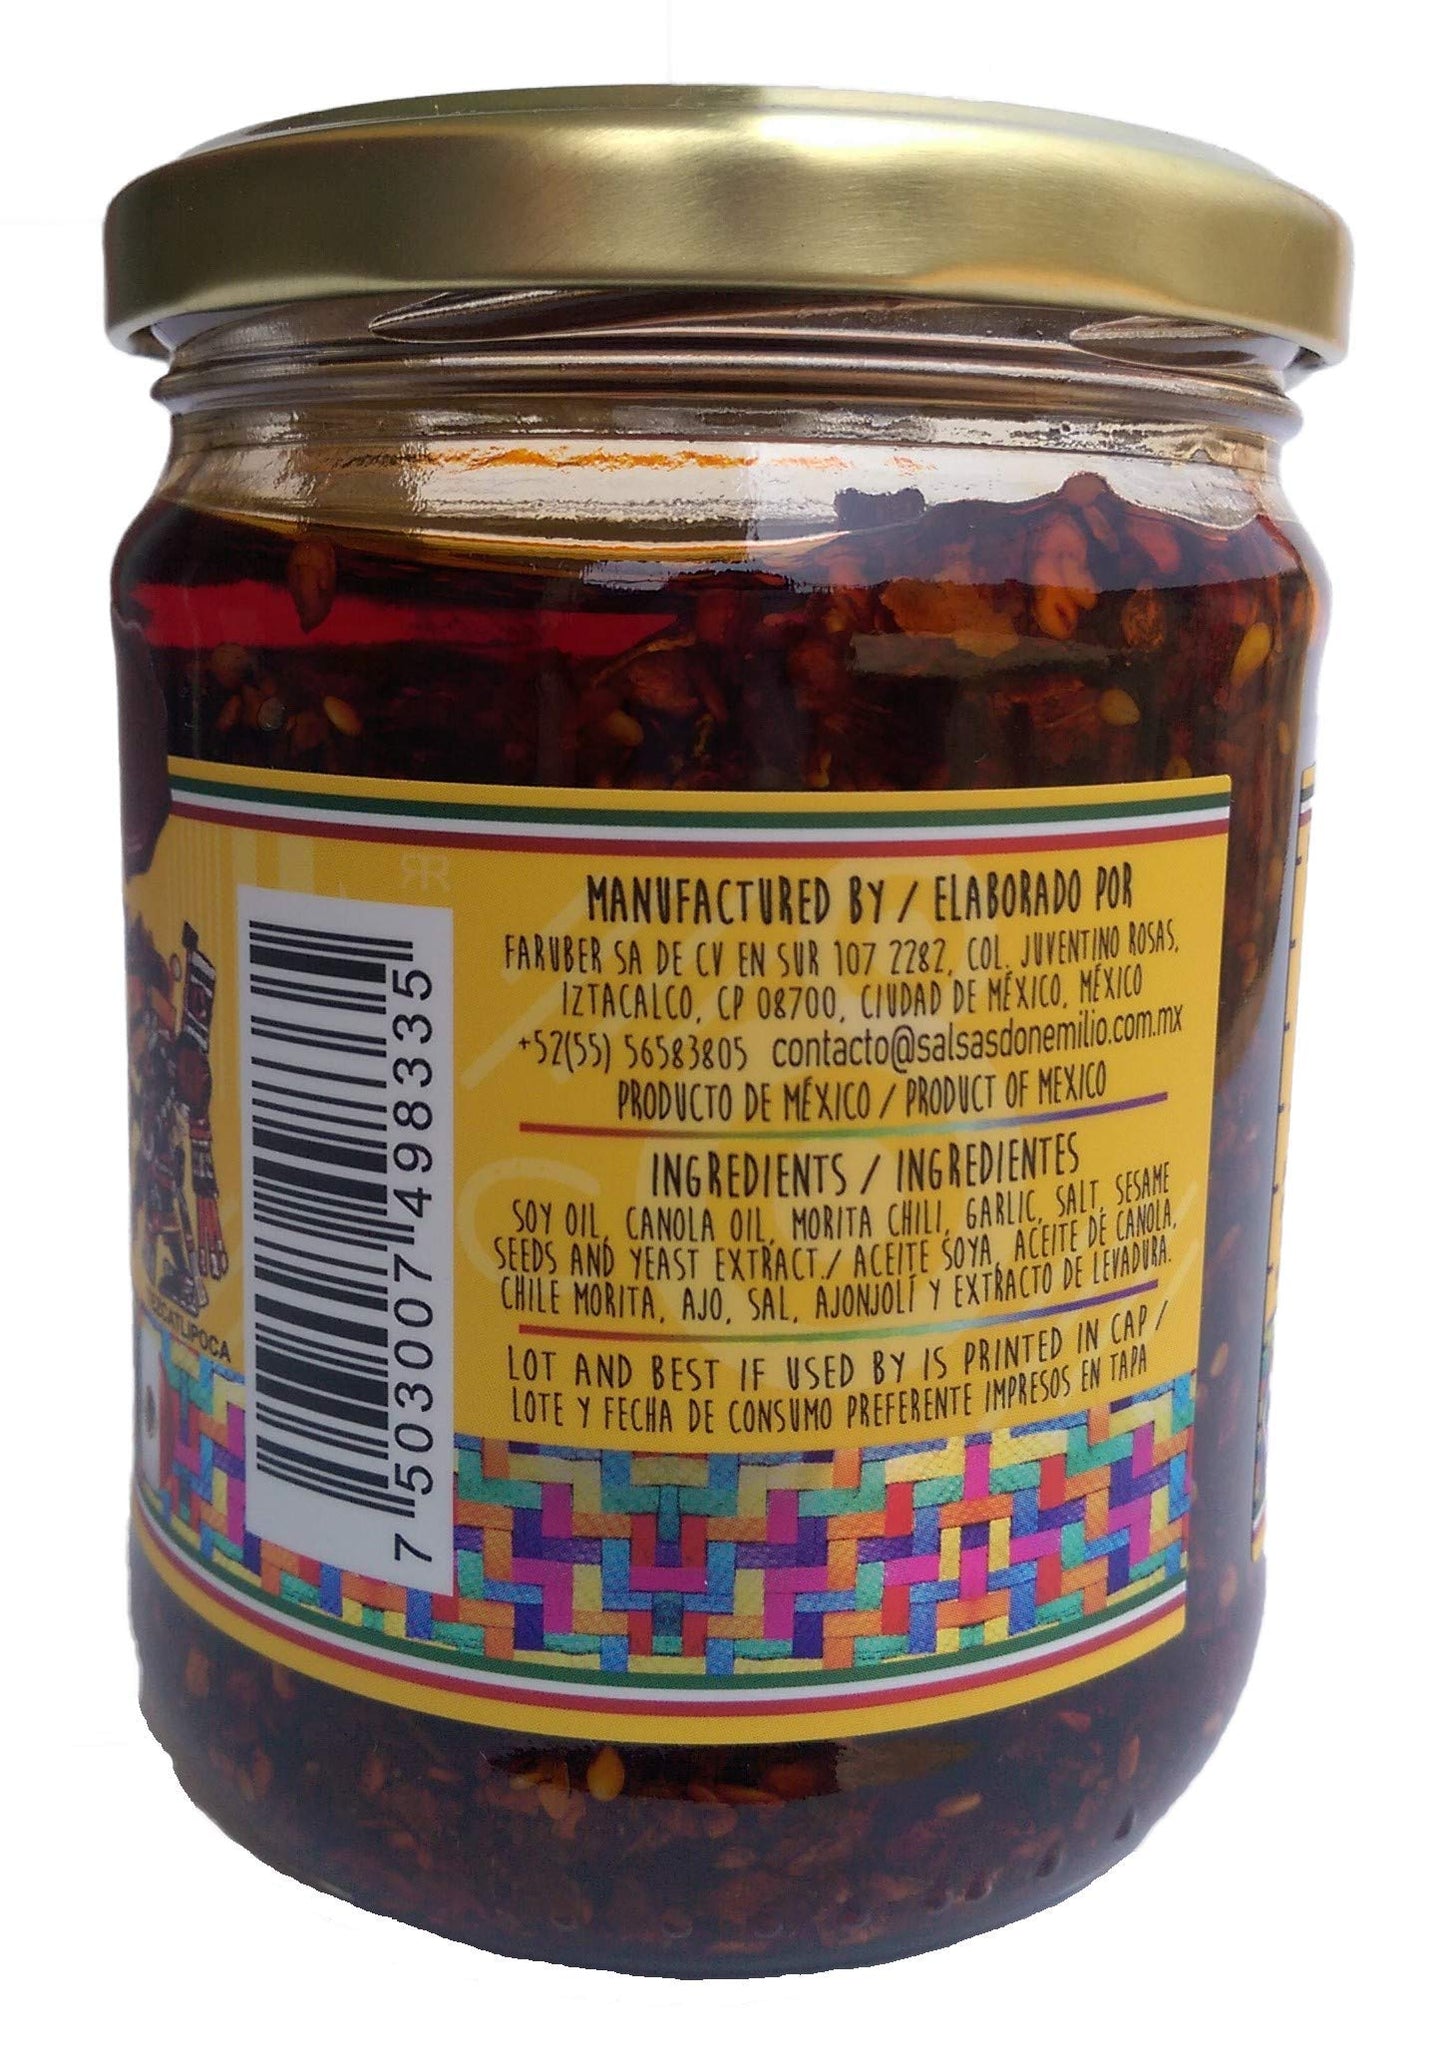 RR
MANUFACTURED BY / ELABORADO POR
FARUBER SA DE CV EN SUR 107 2282, COL. JUVENTINO ROSAS,
IZTACALCO, CP 08700, CIUDAD DE MÉXICO, MÉXICO
+52(55) 56583805 contacto@salsasdonemilio.com.mx
PRODUCTO DE MÉXICO / PRODUCT OF MEXICO
INGREDIENTS / INGREDIENTES
SOY OIL, CANOLA OIL, MORITA CHILI, GARLIC, SALT, SESAME
SEEDS AND YEAST EXTRACT./ ACEITE SOYA, ACEITE DE CANOLA,
CHILE MORITA, AJO, SAL, AJONJOLÍ Y EXTRACTO DE LEVADURA.
LOT AND BEST IF USED BY IS PRINTED IN CAP /
LOTE Y FECHA DE CONSUMO PREFERENTE IMPRESOS EN TAPA
7 503007 498335